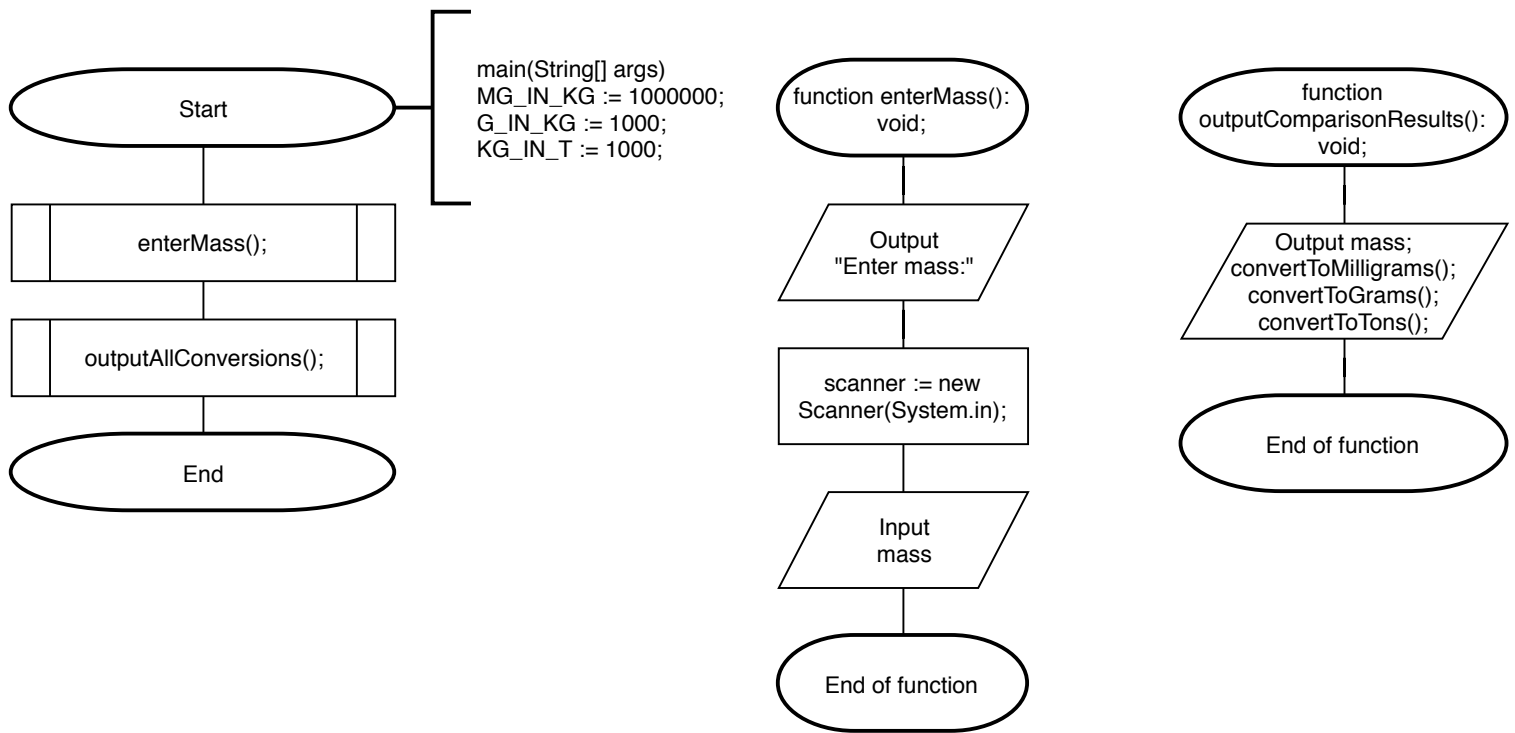 Start
main(String[] args)
MG_IN_KG := 1000000;
G_IN_KG := 1000;
KG_IN_T := 1000;
enterMass();
outputAllConversions();
End
function enterMass():
void;
Output
"Enter mass:"
scanner := new
Scanner(System.in);
Input
mass
End of function
function
outputComparisonResults():
void;
Output mass;
convertToMilligrams();
convertToGrams();
convertToTons();
End of function